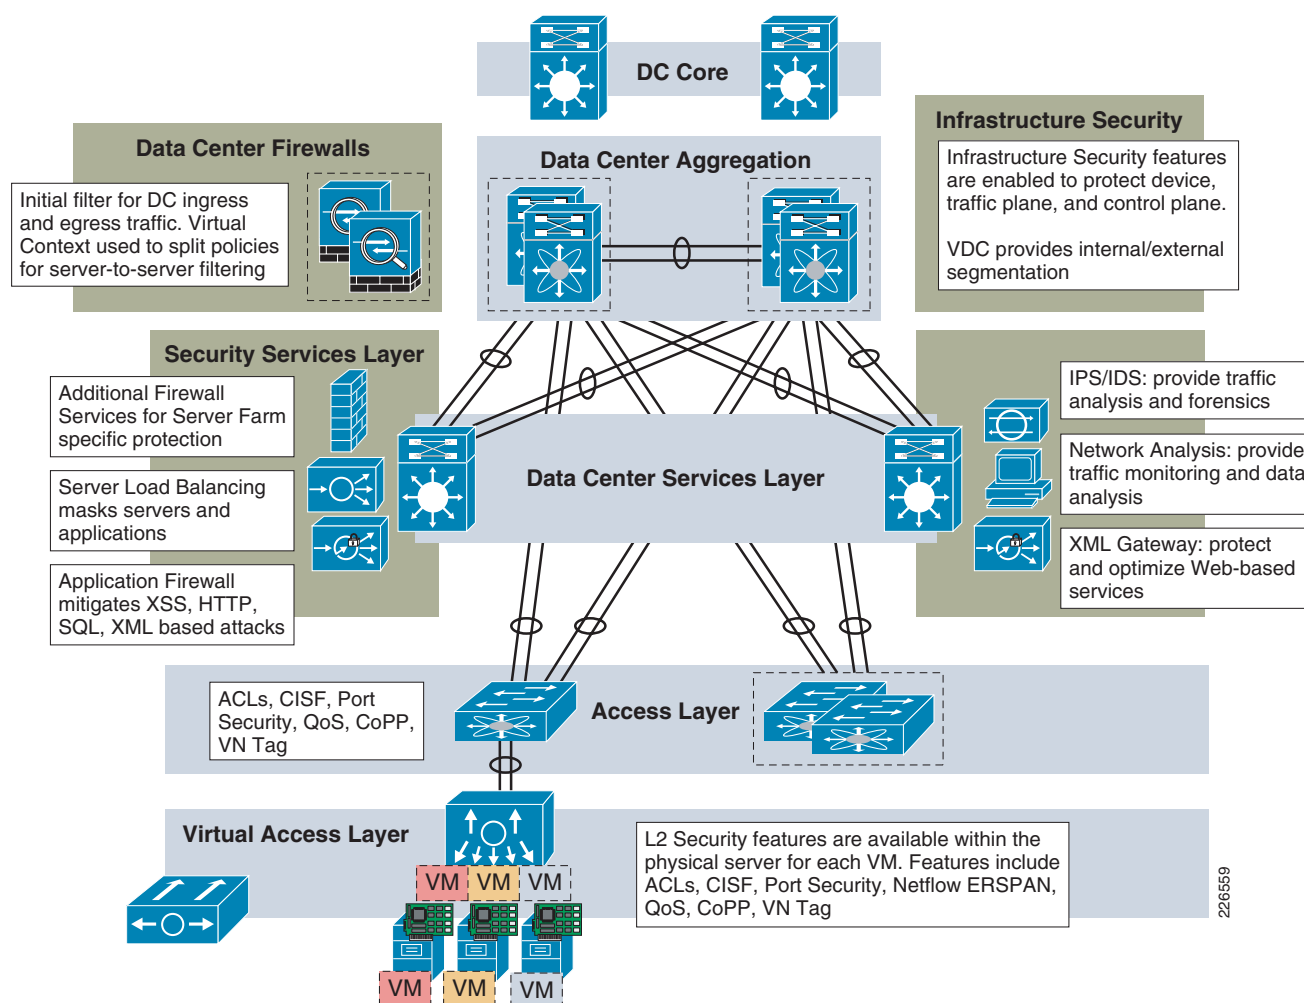 DC Core
Data Center Firewalls
Initial filter for DC ingress
and egress traffic. Virtual
Context used to split policies
for server-to-server filtering
Data Center Aggregation
Infrastructure Security
Infrastructure Security features
are enabled to protect device,
traffic plane, and control plane.
VDC provides internal/external
segmentation
Security Services Layer
Additional Firewall
Services for Server Farm
specific protection
Server Load Balancing
masks servers and
applications
Application Firewall
mitigates XSS, HTTP,
SQL, XML based attacks
Data Center Services Layer
IPS/IDS: provide traffic
analysis and forensics
Network Analysis: provide
traffic monitoring and data
analysis
XML Gateway: protect
and optimize Web-based
services
ACLs, CISF, Port
Security, QoS, CoPP,
VN Tag
Access Layer
Virtual Access Layer
VM VM VM
VM VM VM
L2 Security features are available within the
physical server for each VM. Features include
ACLs, CISF, Port Security, Netflow ERSPAN,
QoS, CoPP, VN Tag
226559